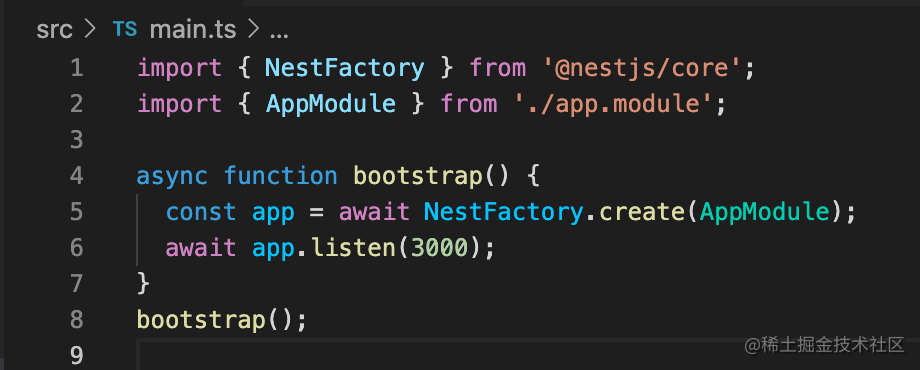 src > TS main.ts > ...
1 import { NestFactory } from '@nestjs/core';
2 import { AppModule } from './app.module';
3
4 async function bootstrap() {
5   const app = await NestFactory.create(AppModule);
6   await app.listen(3000);
7 }
8 bootstrap();
9
@稀土掘金技术社区